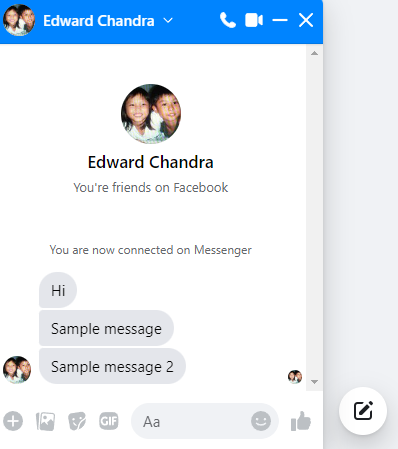 Edward Chandra
Edward Chandra
You're friends on Facebook
You are now connected on Messenger
Hi
Sample message
Sample message 2
GIF
Aa